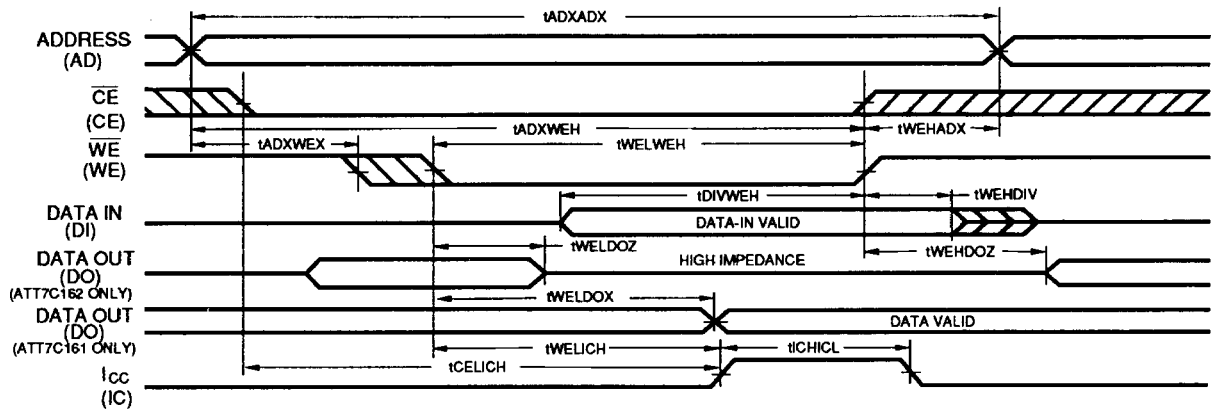 tADXADX
ADDRESS
(AD)
CE
(CE)
tADXWEH
tWEHADX
tADXWEX
tWELWEH
WE
(WE)
tDIVWEH
tWEHDIV
DATA IN
(DI)
DATA-IN VALID
tWELDOZ
tWEHDOZ
DATA OUT
(DO)
(ATT7C162 ONLY)
HIGH IMPEDANCE
tWELDOX
DATA OUT
(DO)
(ATT7C161 ONLY)
DATA VALID
tWELICH
tICHICL
tCELICH
ICC
(IC)